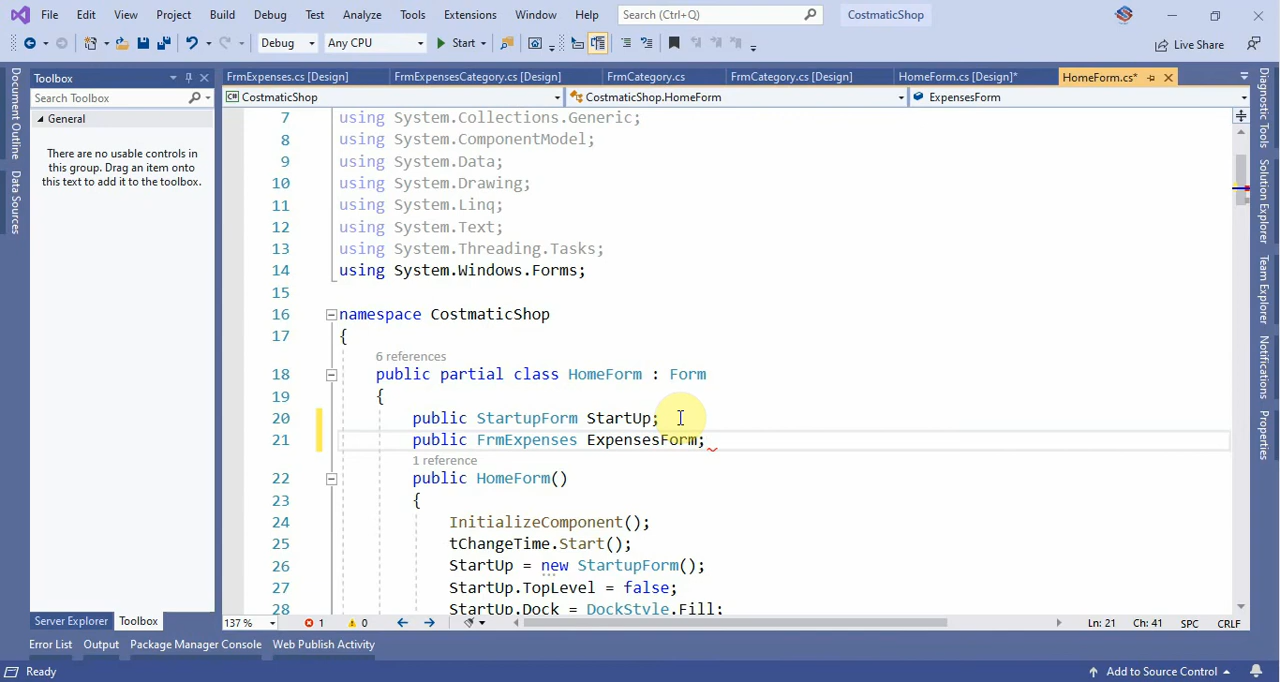 File Edit View Project Build Debug Test Analyze Tools Extensions Window Help Search (Ctrl+Q) CostmaticShop
Debug Any CPU Start Live Share
Toolbox FrmExpenses.cs [Design] FrmExpensesCategory.cs [Design] FrmCategory.cs FrmCategory.cs [Design] HomeForm.cs [Design]* HomeForm.cs*
Search Toolbox CostmaticShop CostmaticShop.HomeForm ExpensesForm
General
There are no usable controls in
this group. Drag an item onto
this text to add it to the toolbox.
Document Outline
Data Sources
7 using System.Collections.Generic;
8 using System.ComponentModel;
9 using System.Data;
10 using System.Drawing;
11 using System.Linq;
12 using System.Text;
13 using System.Threading.Tasks;
14 using System.Windows.Forms;
15
16 namespace CostmaticShop
17 {
6 references
18 public partial class HomeForm : Form
19 {
20 public StartupForm StartUp;
21 public FrmExpenses ExpensesForm;
1 reference
22 public HomeForm()
23 {
24 InitializeComponent();
25 tChangeTime.Start();
26 StartUp = new StartupForm();
27 StartUp.TopLevel = false;
28 StartUp.Dock = DockStyle.Fill;
Diagnostic Tools
Solution Explorer
Team Explorer
Notifications
Properties
Server Explorer Toolbox 137 % 1 0 Ln: 21 Ch: 41 SPC CRLF
Error List Output Package Manager Console Web Publish Activity
Ready Add to Source Control